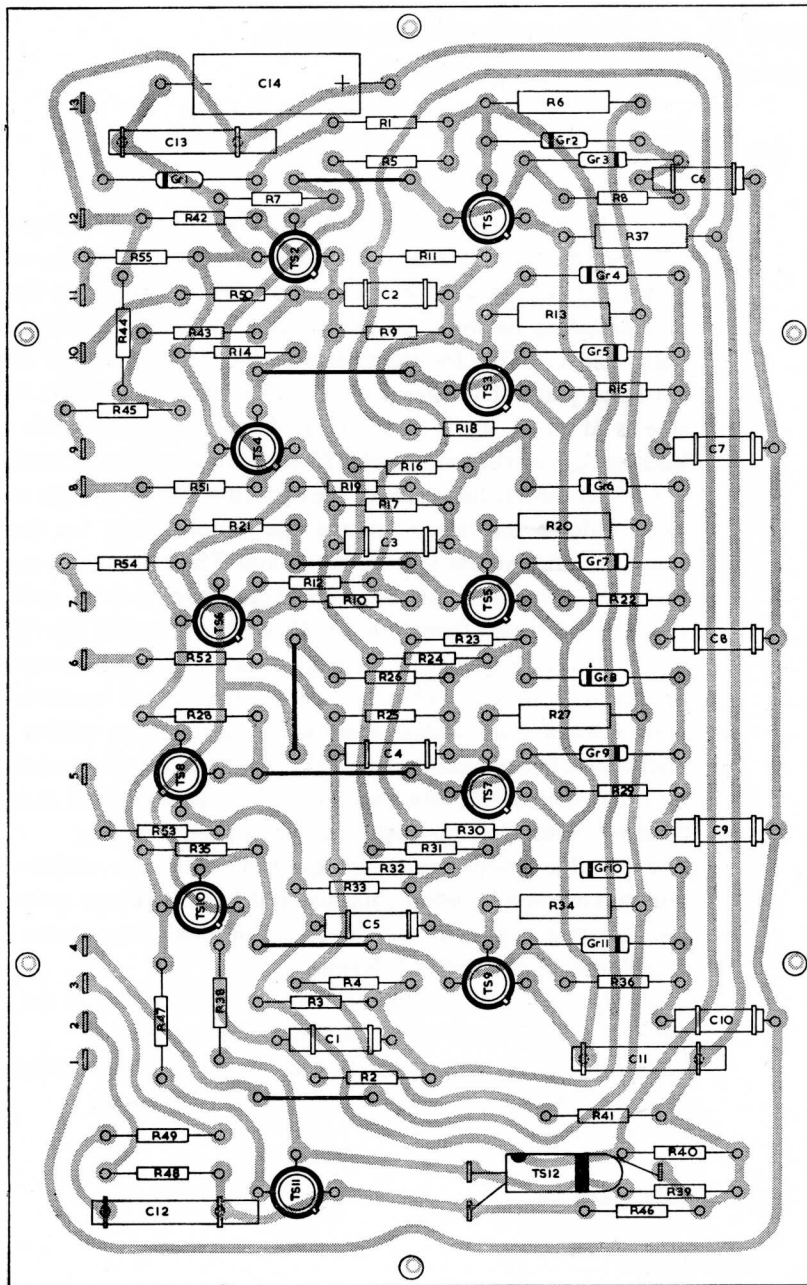 C14
R1
R6
13
C13
Gr2
R5
Gr3
Gr1
C6
R7
R8
12
R42
TS1
R37
R55
TS2
R11
Gr4
11
R50
C2
R44
R13
R43
R9
10
R14
Gr5
TS3
R15
R45
R18
9
TS4
C7
R16
8
R51
R19
Gr6
R17
R21
R20
C3
R54
Gr7
R12
7
R10
TS5
R22
TS6
R23
C8
6
R52
R24
R26
Gr8
R28
R25
R27
C4
Gr9
5
TS8
TS7
R29
R53
R30
C9
R35
R31
R32
Gr10
R33
TS10
R34
C5
4
Gr11
3
R4
TS9
R36
R38
R3
R47
2
C10
C1
1
C11
R2
R41
R49
R40
R48
TS12
TS11
R39
C12
R46